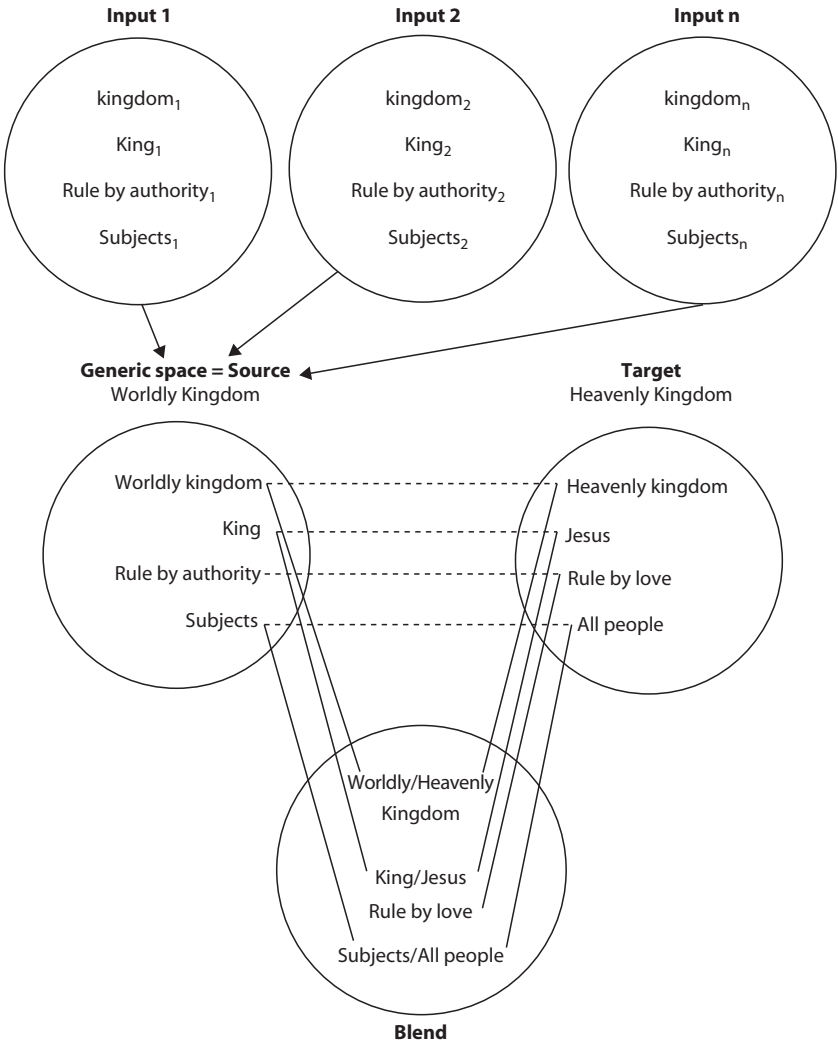 Input 1
kingdom₁
King₁
Rule by authority₁
Subjects₁
Input 2
kingdom₂
King₂
Rule by authority₂
Subjects₂
Input n
kingdomₙ
Kingₙ
Rule by authorityₙ
Subjectsₙ
Generic space = Source
Worldly Kingdom
Target
Heavenly Kingdom
Worldly kingdom
King
Rule by authority
Subjects
Heavenly kingdom
Jesus
Rule by love
All people
Worldly/Heavenly
Kingdom
King/Jesus
Rule by love
Subjects/All people
Blend